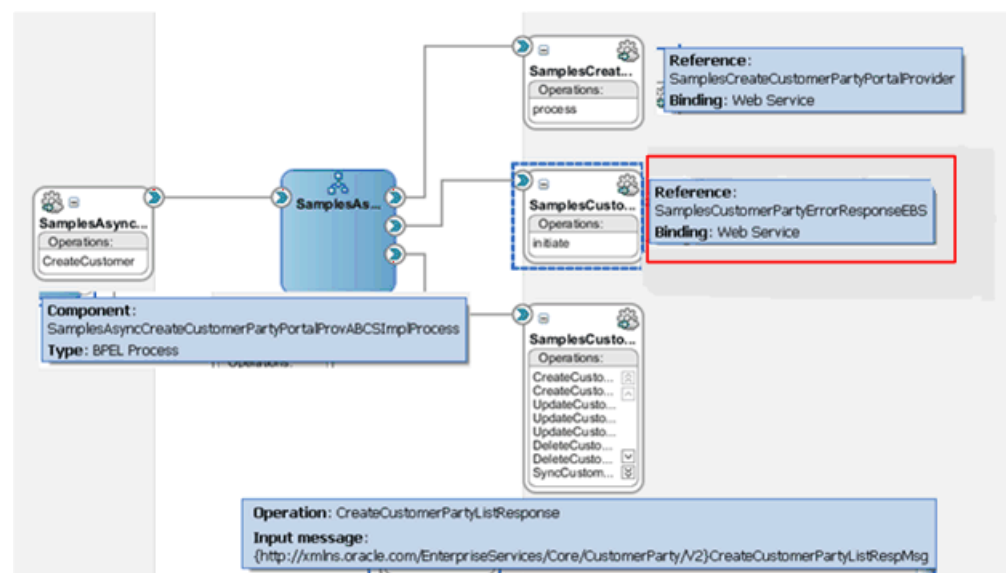 SamplesCreat...
Operations:
process
Reference:
SamplesCreateCustomerPartyPortalProvider
Binding: Web Service
SamplesAsync...
Operations:
CreateCustomer
SamplesAs...
SamplesCusto...
Operations:
initiate
Reference:
SamplesCustomerPartyErrorResponseEBS
Binding: Web Service
Component:
SamplesAsyncCreateCustomerPartyPortalProvABCSImplProcess
Type: BPEL Process
Operations:
SamplesCusto...
Operations:
CreateCusto...
CreateCusto...
UpdateCusto...
UpdateCusto...
UpdateCusto...
DeleteCusto...
DeleteCusto...
SyncCustom...
Operation: CreateCustomerPartyListResponse
Input message:
{http://xmlns.oracle.com/EnterpriseServices/Core/CustomerParty/V2}CreateCustomerPartyListRespMsg